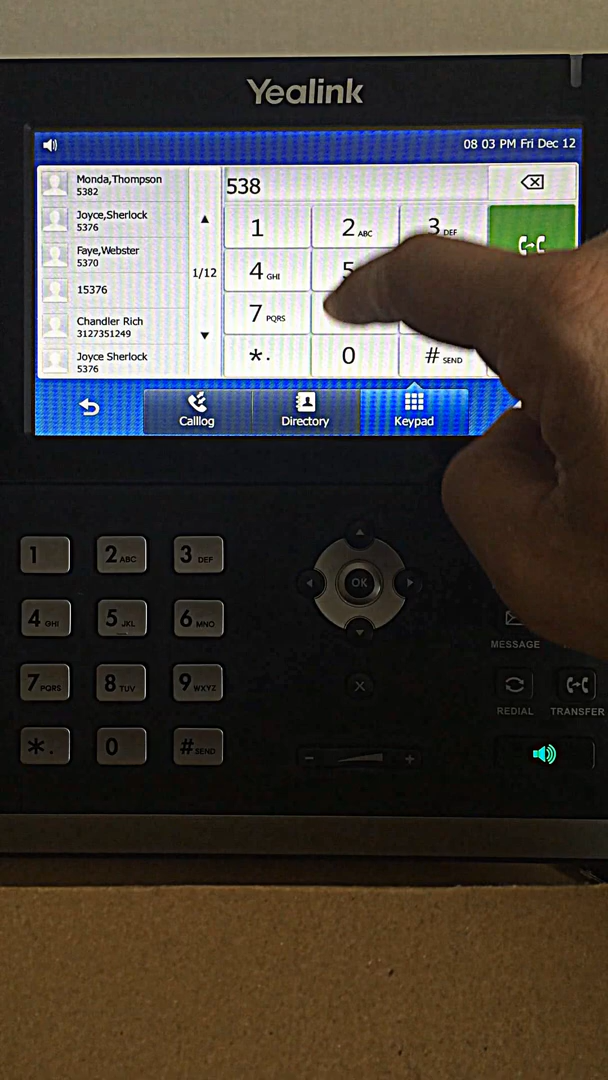 Yealink
08 03 PM Fri Dec 12
Monda,Thompson
5382
Joyce,Sherlock
5376
Faye,Webster
5370
15376
Chandler Rich
3127351249
Joyce Sherlock
5376
1/12
538
1
2 ABC
3 DEF
4 GHI
5
7 PQRS
*.
0
# SEND
Calllog
Directory
Keypad
1
2 ABC
3 DEF
4 GHI
5 JKL
6 MNO
7 PQRS
8 TUV
9 WXYZ
*.
0
# SEND
OK
MESSAGE
REDIAL
TRANSFER